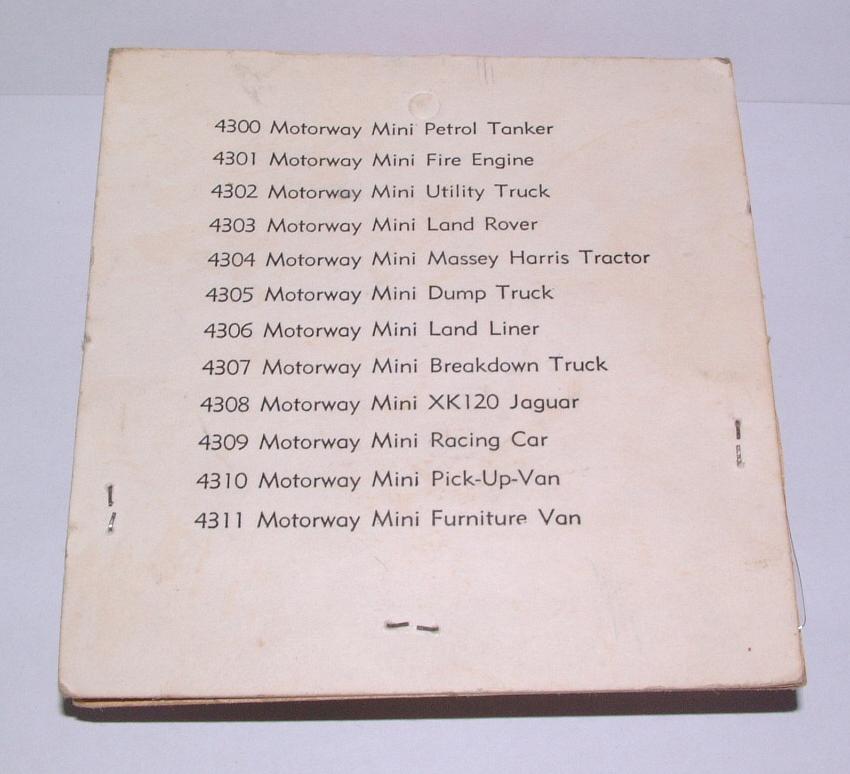 4300 Motorway Mini Petrol Tanker
4301 Motorway Mini Fire Engine
4302 Motorway Mini Utility Truck
4303 Motorway Mini Land Rover
4304 Motorway Mini Massey Harris Tractor
4305 Motorway Mini Dump Truck
4306 Motorway Mini Land Liner
4307 Motorway Mini Breakdown Truck
4308 Motorway Mini XK120 Jaguar
4309 Motorway Mini Racing Car
4310 Motorway Mini Pick-Up-Van
4311 Motorway Mini Furniture Van